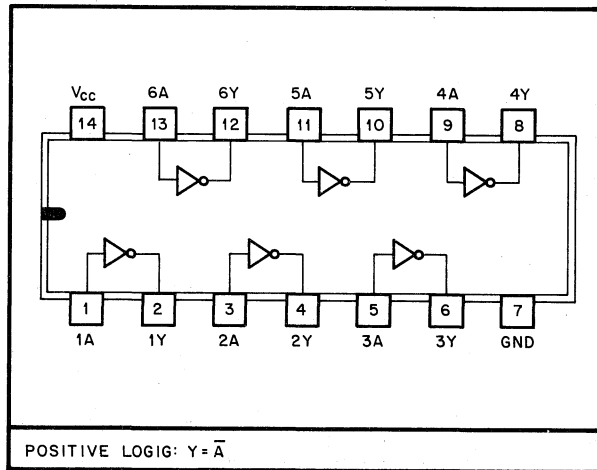 VCC 6A 6Y 5A 5Y 4A 4Y
14 13 12 11 10 9 8
1 2 3 4 5 6 7
1A 1Y 2A 2Y 3A 3Y GND
POSITIVE LOGIG: Y = A̅